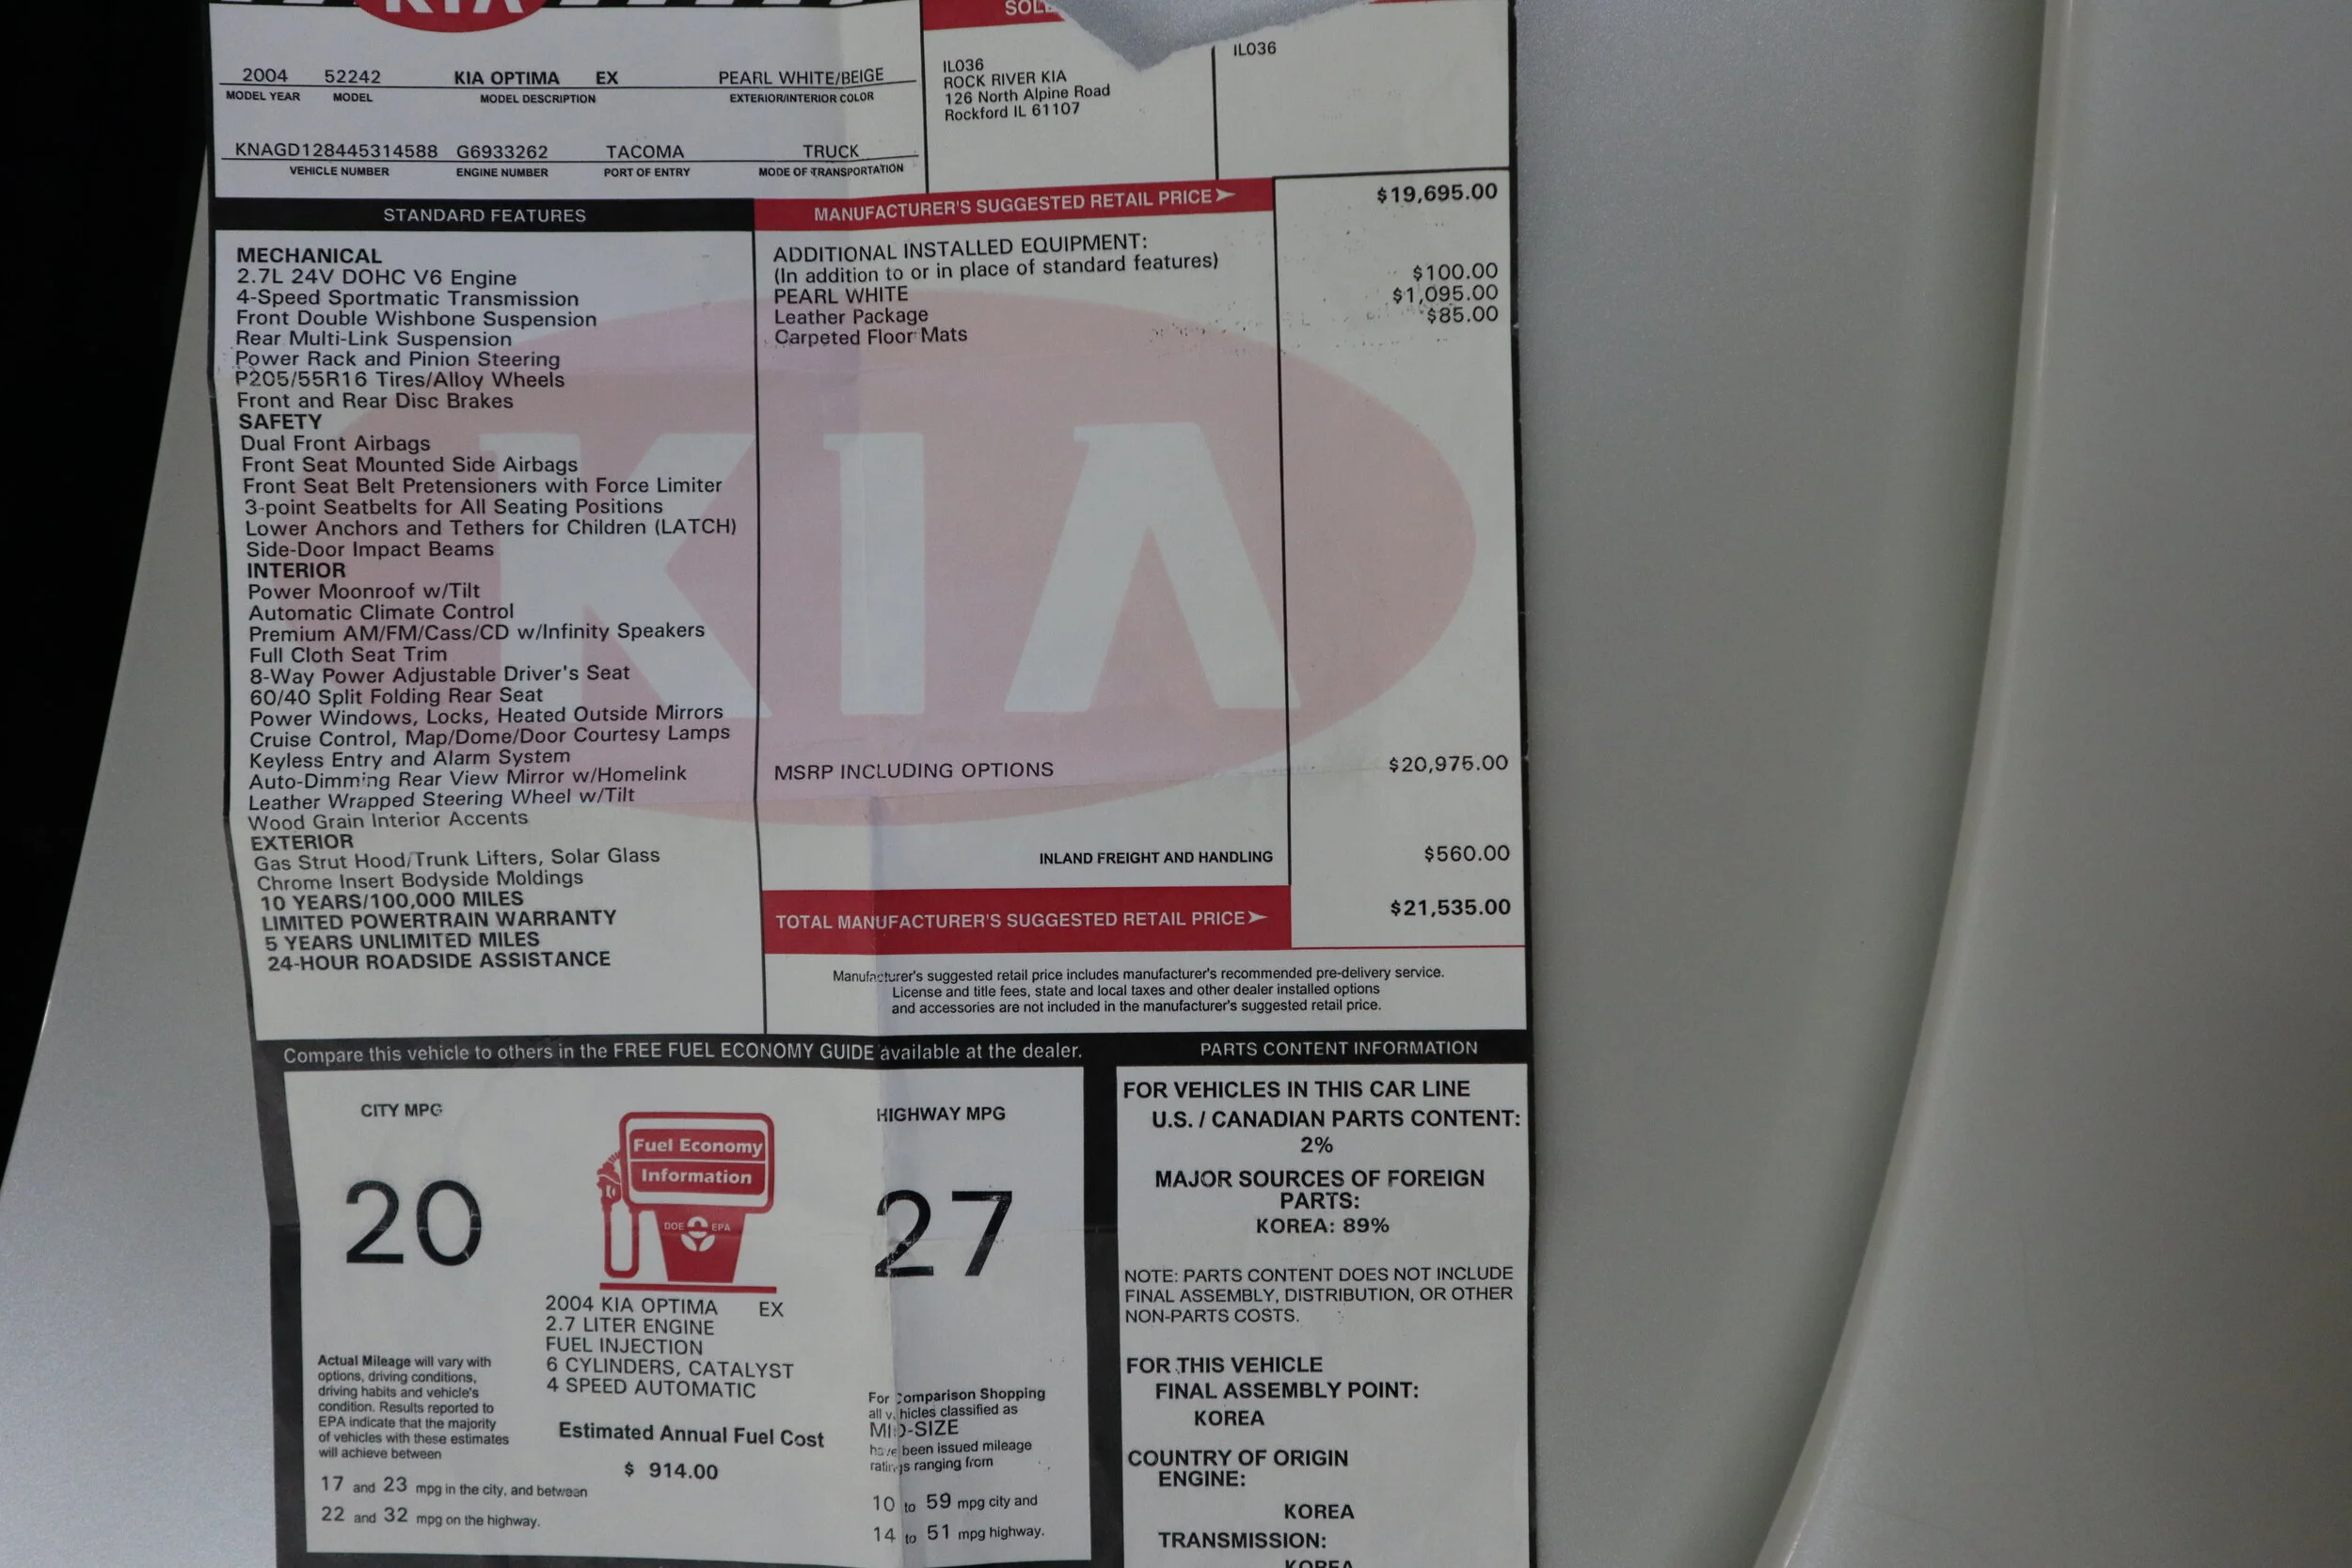 KIA
SOL
2004 52242 KIA OPTIMA EX PEARL WHITE/BEIGE
MODEL YEAR MODEL MODEL DESCRIPTION EXTERIOR/INTERIOR COLOR
KNAGD128445314588 G6933262 TACOMA TRUCK
VEHICLE NUMBER ENGINE NUMBER PORT OF ENTRY MODE OF TRANSPORTATION
IL036
ROCK RIVER KIA
126 North Alpine Road
Rockford IL 61107
IL036
STANDARD FEATURES
MECHANICAL
2.7L 24V DOHC V6 Engine
4-Speed Sportmatic Transmission
Front Double Wishbone Suspension
Rear Multi-Link Suspension
Power Rack and Pinion Steering
P205/55R16 Tires/Alloy Wheels
Front and Rear Disc Brakes
SAFETY
Dual Front Airbags
Front Seat Mounted Side Airbags
Front Seat Belt Pretensioners with Force Limiter
3-point Seatbelts for All Seating Positions
Lower Anchors and Tethers for Children (LATCH)
Side-Door Impact Beams
INTERIOR
Power Moonroof w/Tilt
Automatic Climate Control
Premium AM/FM/Cass/CD w/Infinity Speakers
Full Cloth Seat Trim
8-Way Power Adjustable Driver's Seat
60/40 Split Folding Rear Seat
Power Windows, Locks, Heated Outside Mirrors
Cruise Control, Map/Dome/Door Courtesy Lamps
Keyless Entry and Alarm System
Auto-Dimming Rear View Mirror w/Homelink
Leather Wrapped Steering Wheel w/Tilt
Wood Grain Interior Accents
EXTERIOR
Gas Strut Hood/Trunk Lifters, Solar Glass
Chrome Insert Bodyside Moldings
10 YEARS/100,000 MILES
LIMITED POWERTRAIN WARRANTY
5 YEARS UNLIMITED MILES
24-HOUR ROADSIDE ASSISTANCE
MANUFACTURER'S SUGGESTED RETAIL PRICE $19,695.00
ADDITIONAL INSTALLED EQUIPMENT:
(In addition to or in place of standard features)
PEARL WHITE $100.00
Leather Package $1,095.00
Carpeted Floor Mats $85.00
KIA
MSRP INCLUDING OPTIONS $20,975.00
INLAND FREIGHT AND HANDLING $560.00
TOTAL MANUFACTURER'S SUGGESTED RETAIL PRICE $21,535.00
Manufacturer's suggested retail price includes manufacturer's recommended pre-delivery service.
License and title fees, state and local taxes and other dealer installed options
and accessories are not included in the manufacturer's suggested retail price.
Compare this vehicle to others in the FREE FUEL ECONOMY GUIDE available at the dealer.
CITY MPG
20
Fuel Economy
Information
DOE EPA
HIGHWAY MPG
27
2004 KIA OPTIMA EX
2.7 LITER ENGINE
FUEL INJECTION
6 CYLINDERS, CATALYST
4 SPEED AUTOMATIC
Estimated Annual Fuel Cost
$ 914.00
Actual Mileage will vary with
options, driving conditions,
driving habits and vehicle's
condition. Results reported to
EPA indicate that the majority
of vehicles with these estimates
will achieve between
17 and 23 mpg in the city, and between
22 and 32 mpg on the highway.
For Comparison Shopping
all vehicles classified as
MID-SIZE
have been issued mileage
ratings ranging from
10 to 59 mpg city and
14 to 51 mpg highway.
PARTS CONTENT INFORMATION
FOR VEHICLES IN THIS CAR LINE
U.S. / CANADIAN PARTS CONTENT:
2%
MAJOR SOURCES OF FOREIGN
PARTS:
KOREA: 89%
NOTE: PARTS CONTENT DOES NOT INCLUDE
FINAL ASSEMBLY, DISTRIBUTION, OR OTHER
NON-PARTS COSTS.
FOR THIS VEHICLE
FINAL ASSEMBLY POINT:
KOREA
COUNTRY OF ORIGIN
ENGINE:
KOREA
TRANSMISSION:
KOREA